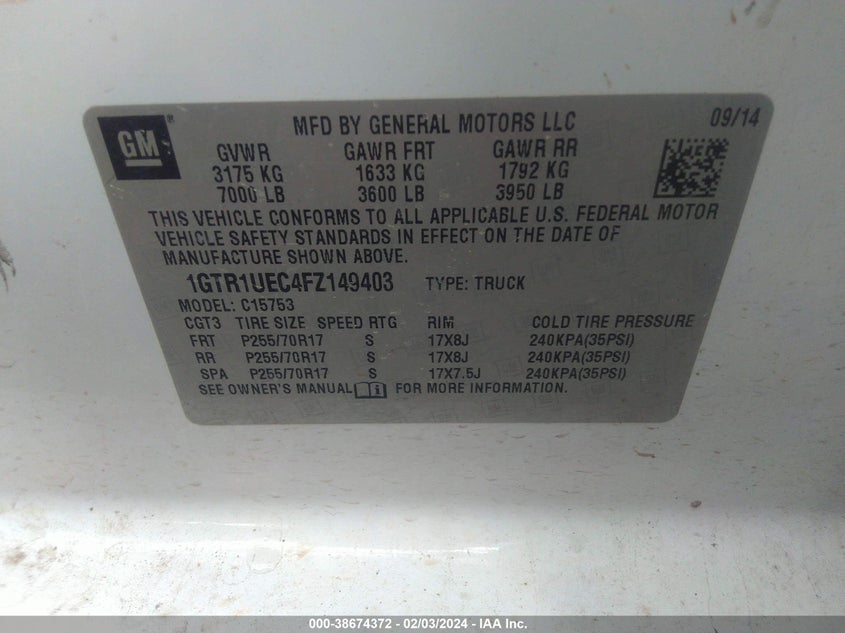 GM
MFD BY GENERAL MOTORS LLC 09/14
GVWR GAWR FRT GAWR RR
3175 KG 1633 KG 1792 KG
7000 LB 3600 LB 3950 LB
THIS VEHICLE CONFORMS TO ALL APPLICABLE U.S. FEDERAL MOTOR
VEHICLE SAFETY STANDARDS IN EFFECT ON THE DATE OF
MANUFACTURE SHOWN ABOVE.
1GTR1UEC4FZ149403 TYPE: TRUCK
MODEL: C15753
CGT3 TIRE SIZE SPEED RTG RIM COLD TIRE PRESSURE
FRT P255/70R17 S 17X8J 240KPA(35PSI)
RR P255/70R17 S 17X8J 240KPA(35PSI)
SPA P255/70R17 S 17X7.5J 240KPA(35PSI)
SEE OWNER'S MANUAL FOR MORE INFORMATION.
000-38674372 - 02/03/2024 - IAA Inc.